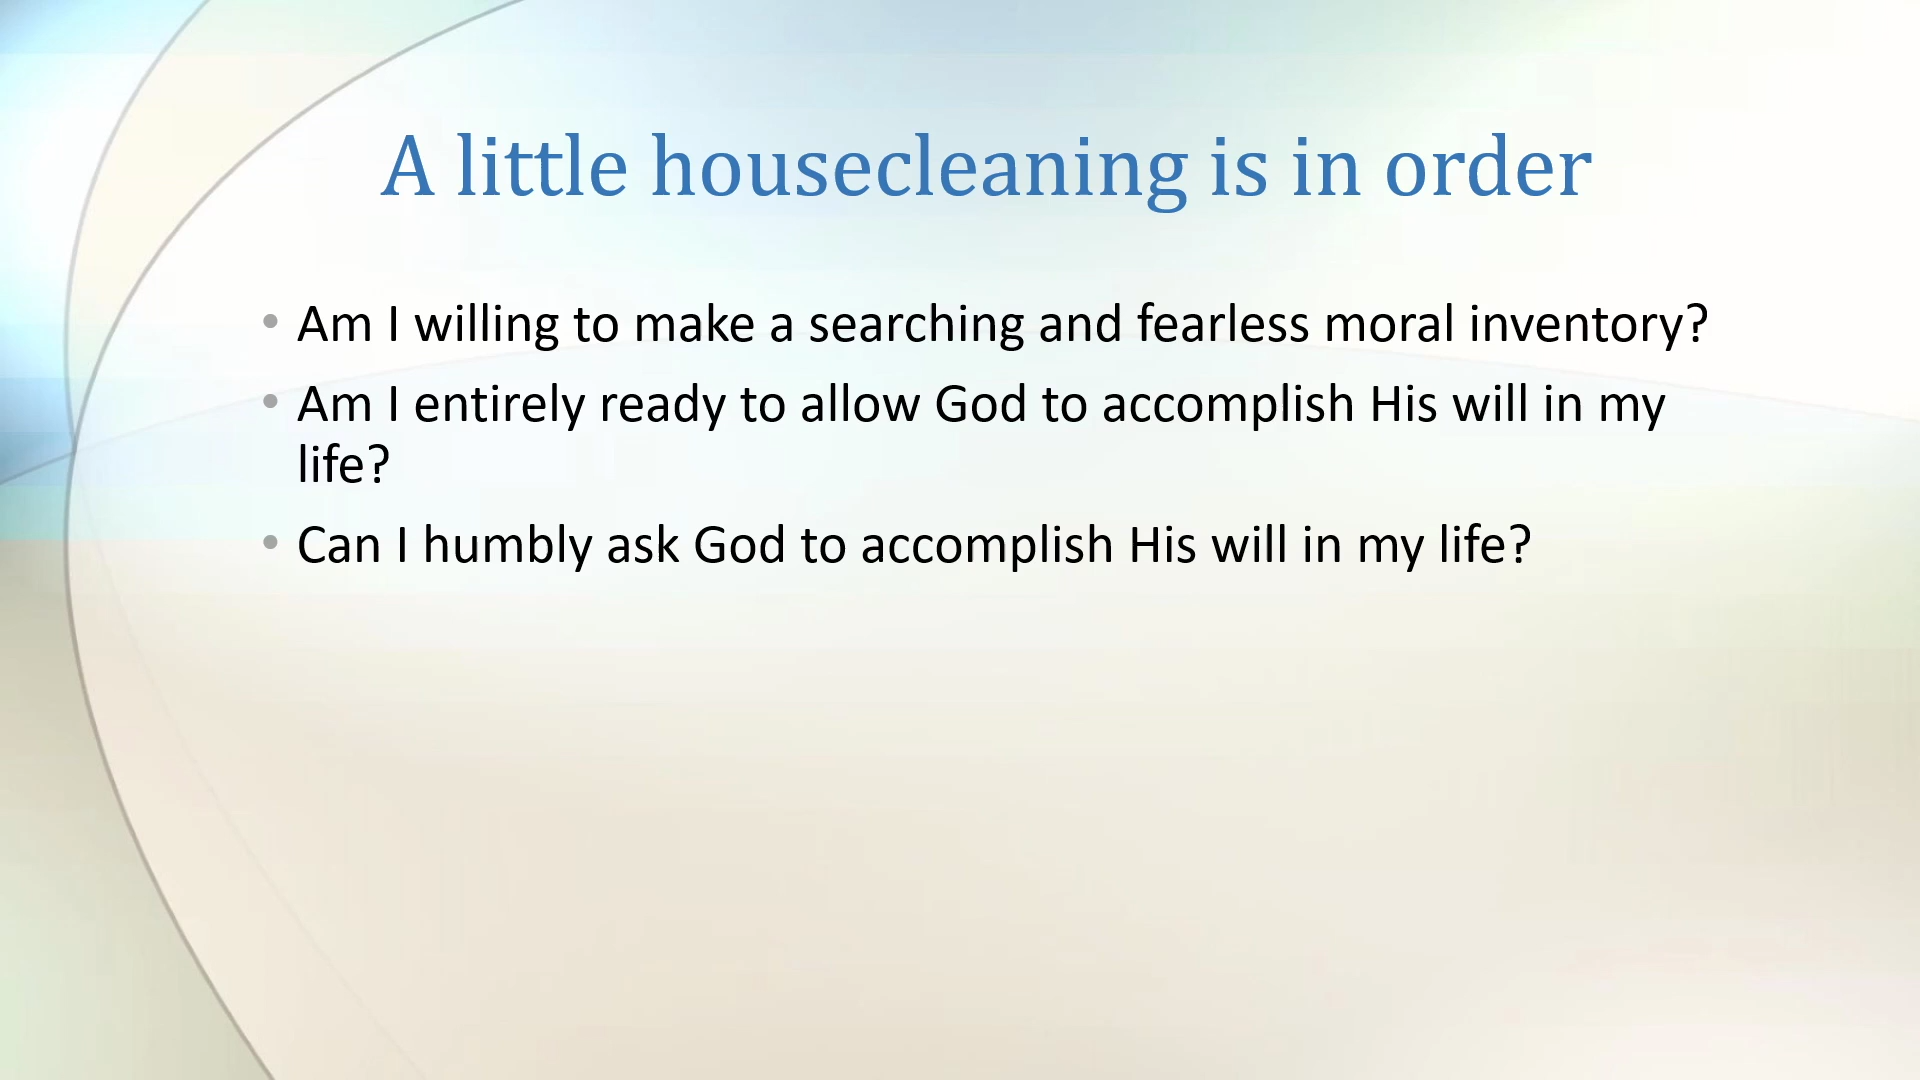 A little housecleaning is in order
• Am I willing to make a searching and fearless moral inventory?
• Am I entirely ready to allow God to accomplish His will in my
life?
• Can I humbly ask God to accomplish His will in my life?